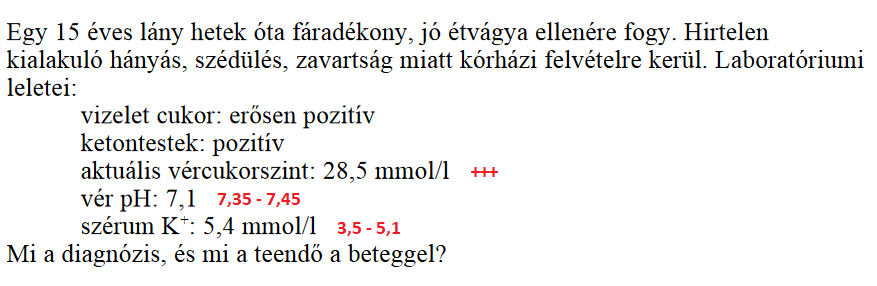 Egy 15 éves lány hetek óta fáradékony, jó étvágya ellenére fogy. Hirtelen
kialakuló hányás, szédülés, zavartság miatt kórházi felvételre kerül. Laboratóriumi
leletei:
vizelet cukor: erősen pozitív
ketontestek: pozitív
aktuális vércukorszint: 28,5 mmol/l +++
vér pH: 7,1 7,35 - 7,45
szérum K⁺: 5,4 mmol/l 3,5 - 5,1
Mi a diagnózis, és mi a teendő a beteggel?